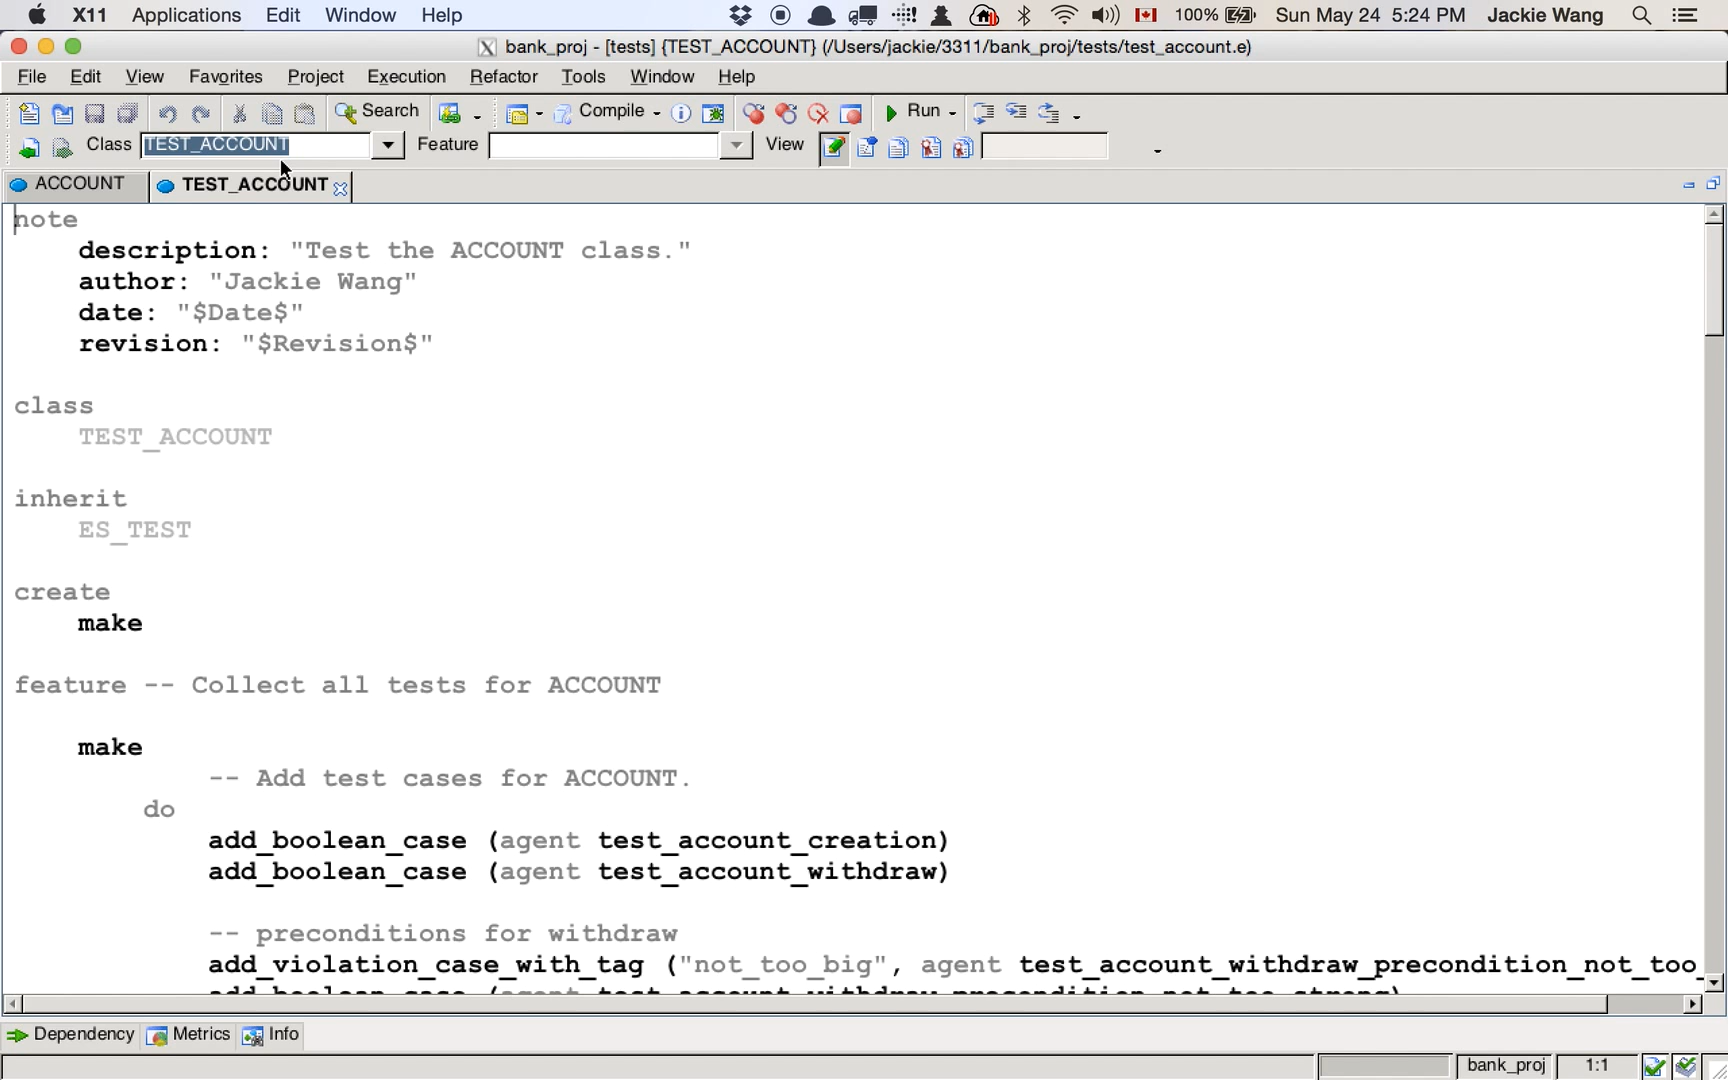 X11 Applications Edit Window Help 100% Sun May 24 5:24 PM Jackie Wang
bank_proj - [tests] {TEST_ACCOUNT} (/Users/jackie/3311/bank_proj/tests/test_account.e)
File Edit View Favorites Project Execution Refactor Tools Window Help
Search Compile Run
Class TEST_ACCOUNT Feature View
ACCOUNT TEST_ACCOUNT
note
description: "Test the ACCOUNT class."
author: "Jackie Wang"
date: "$Date$"
revision: "$Revision$"
class
TEST_ACCOUNT
inherit
ES_TEST
create
make
feature -- Collect all tests for ACCOUNT
make
-- Add test cases for ACCOUNT.
do
add_boolean_case (agent test_account_creation)
add_boolean_case (agent test_account_withdraw)
-- preconditions for withdraw
add_violation_case_with_tag ("not_too_big", agent test_account_withdraw_precondition_not_too_
add_boolean_case (agent test_account_withdraw_precondition_not_too_strong)
Dependency Metrics Info
bank_proj 1:1